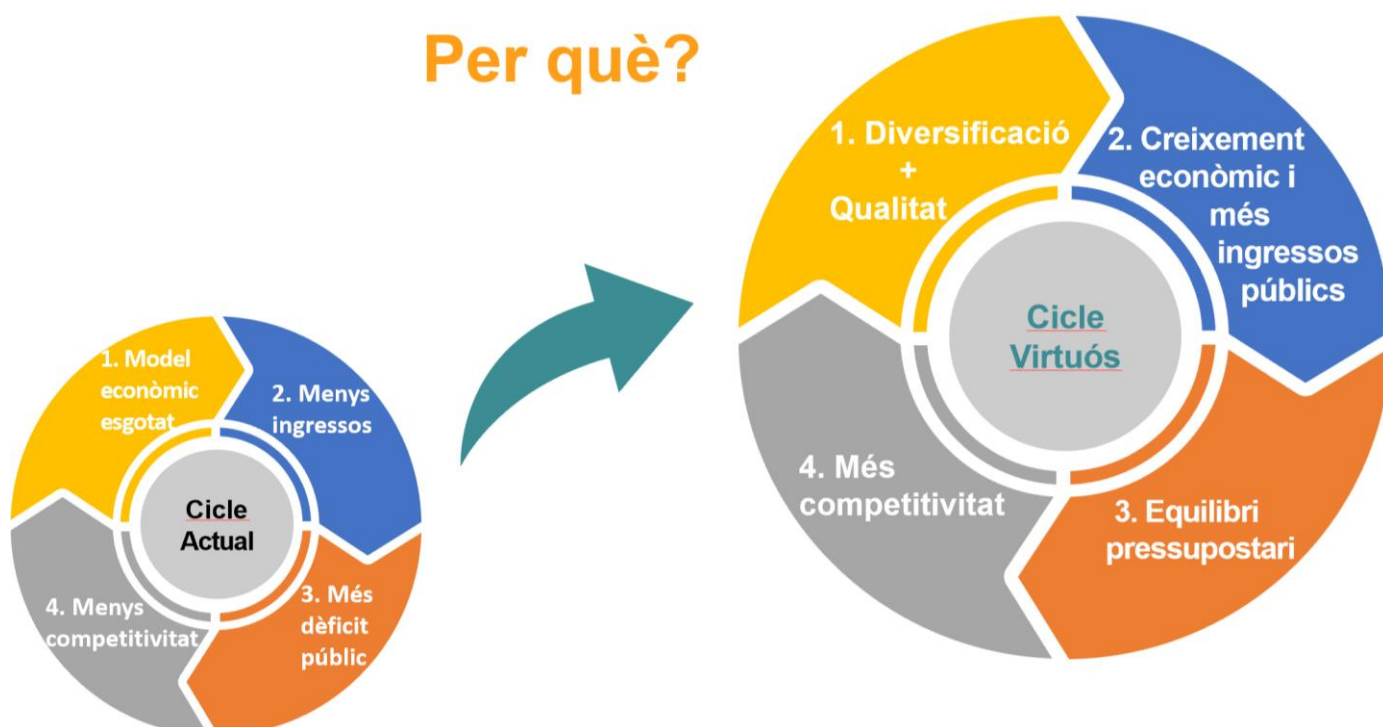 Per què?
1. Model
econòmic
esgotat
2. Menys
ingressos
3. Més
dèficit
públic
4. Menys
competitivitat
Cicle
Actual
1. Diversificació
+
Qualitat
2. Creixement
econòmic i
més
ingressos
públics
3. Equilibri
pressupostari
4. Més
competitivitat
Cicle
Virtuós